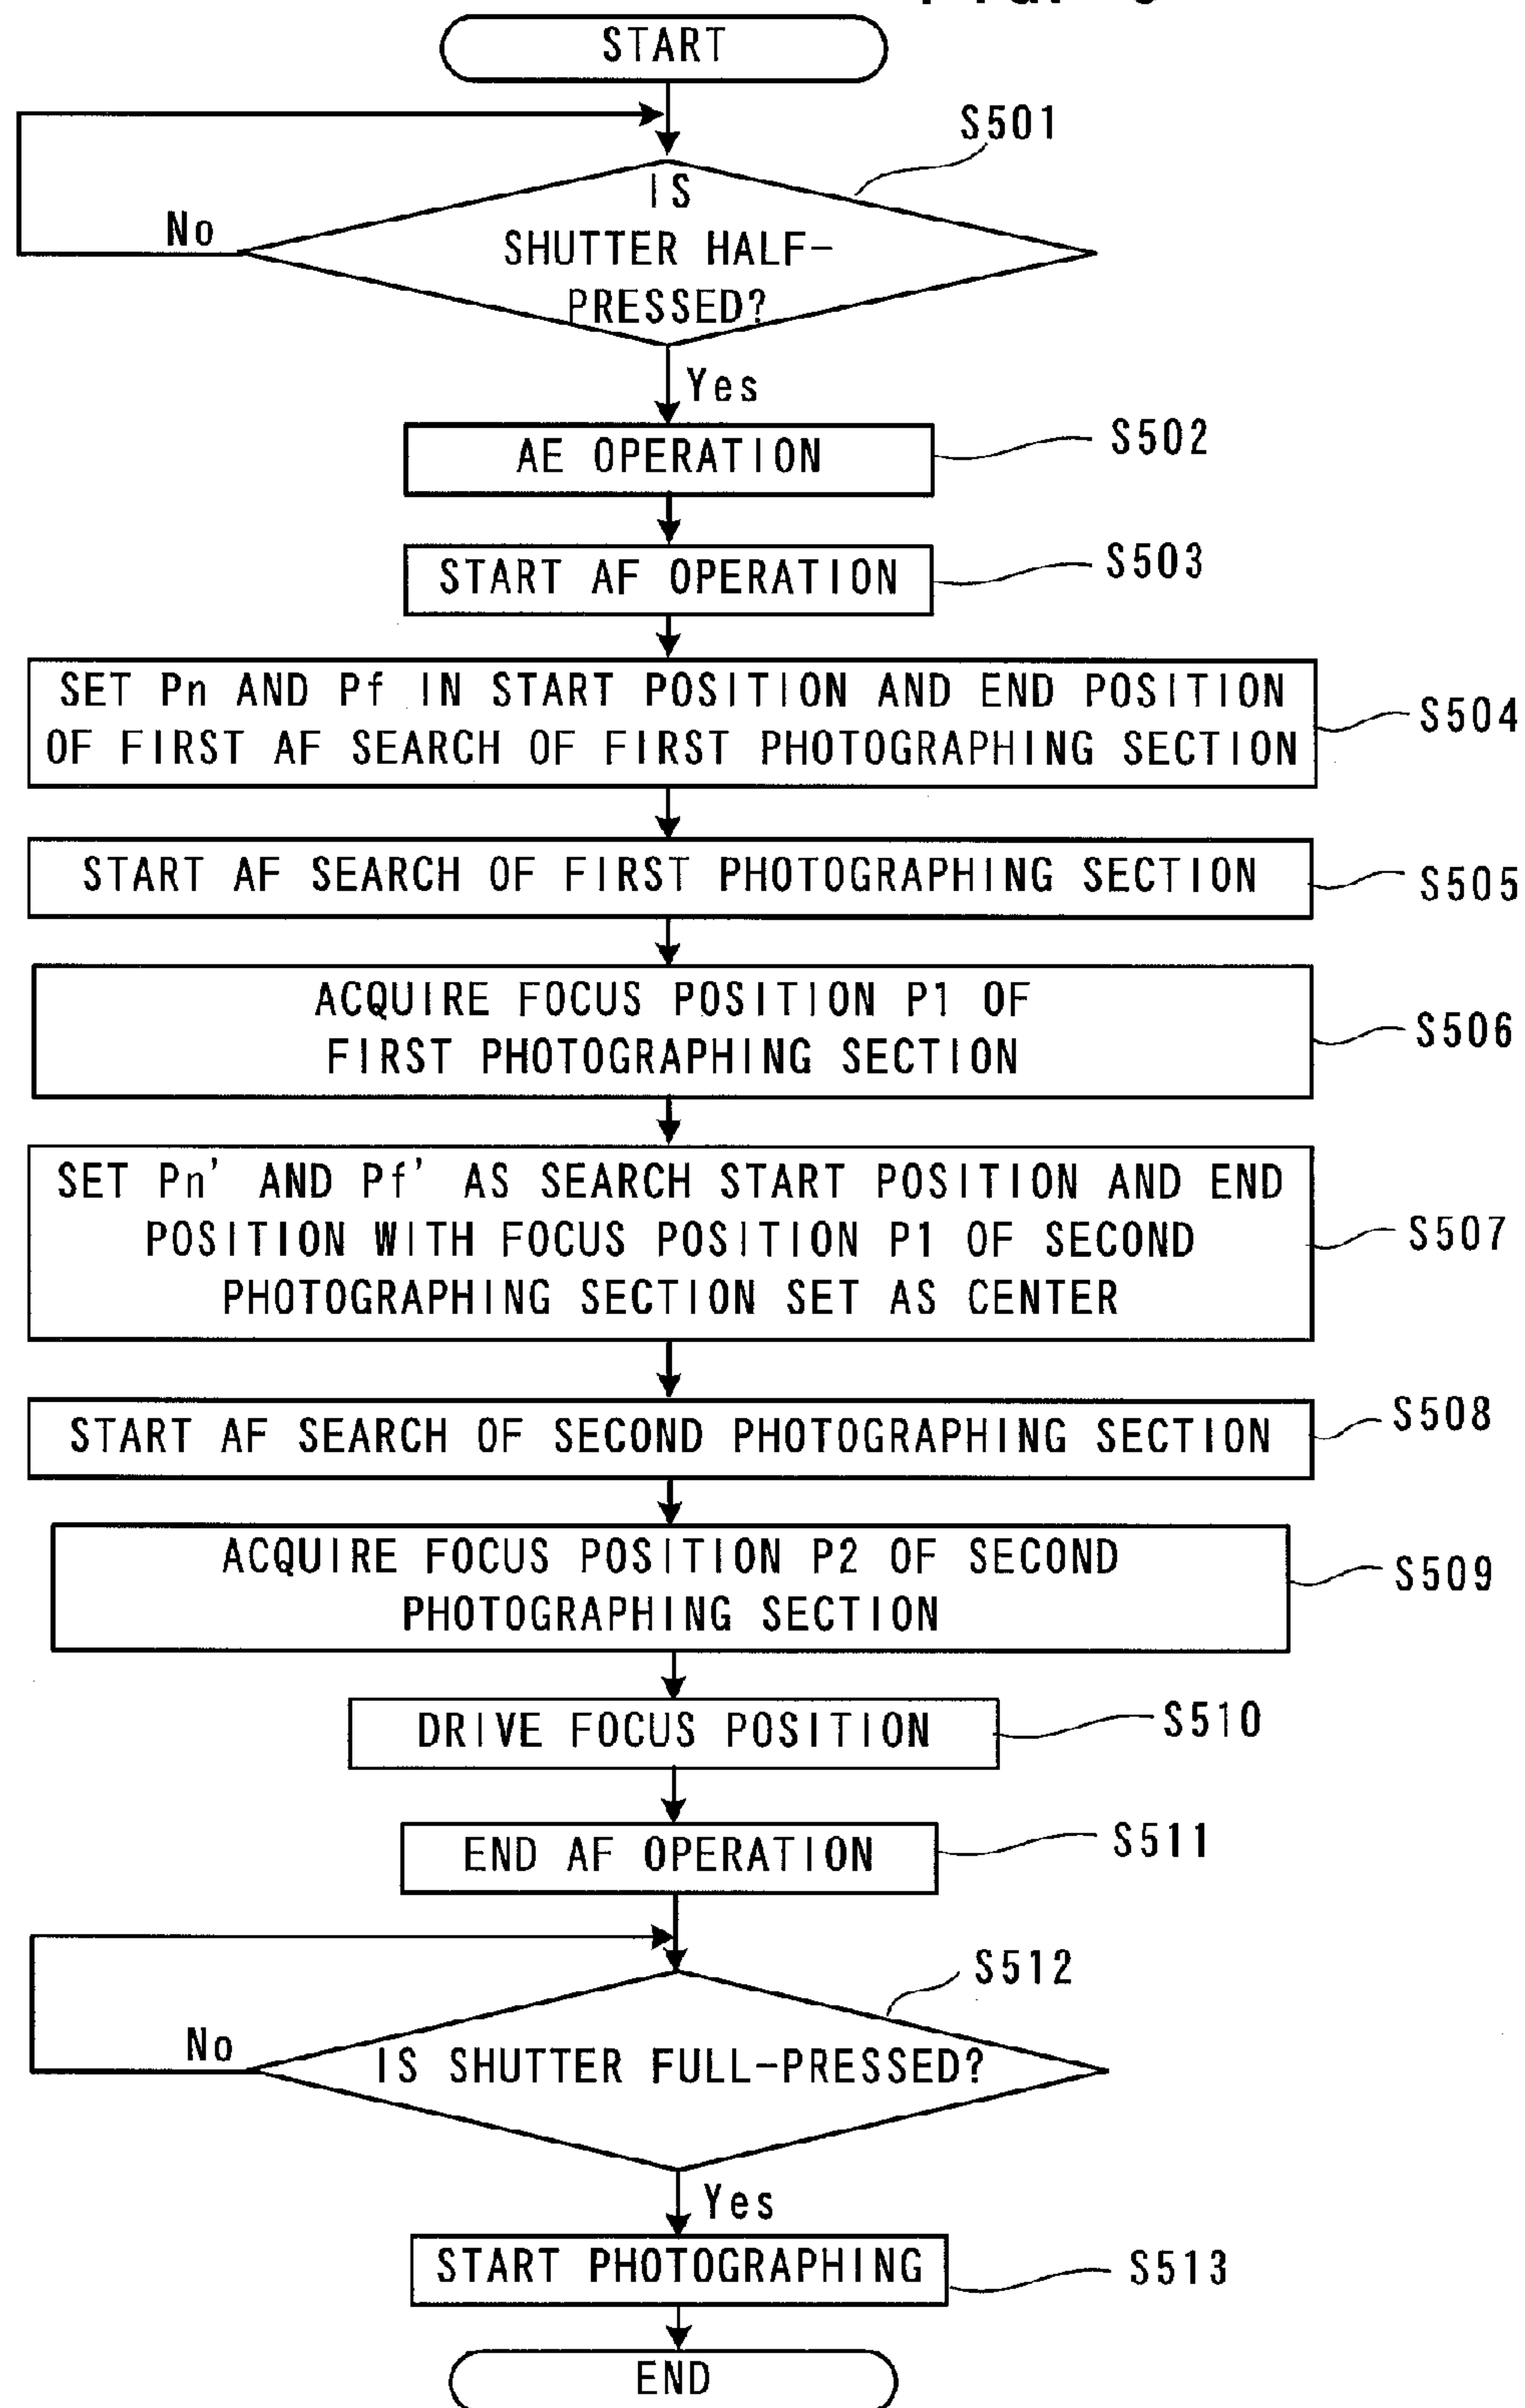 START
S501
IS
SHUTTER HALF-
PRESSED?
No
Yes
AE OPERATION
S502
START AF OPERATION
S503
SET Pn AND Pf IN START POSITION AND END POSITION
OF FIRST AF SEARCH OF FIRST PHOTOGRAPHING SECTION
S504
START AF SEARCH OF FIRST PHOTOGRAPHING SECTION
S505
ACQUIRE FOCUS POSITION P1 OF
FIRST PHOTOGRAPHING SECTION
S506
SET Pn' AND Pf' AS SEARCH START POSITION AND END
POSITION WITH FOCUS POSITION P1 OF SECOND
PHOTOGRAPHING SECTION SET AS CENTER
S507
START AF SEARCH OF SECOND PHOTOGRAPHING SECTION
S508
ACQUIRE FOCUS POSITION P2 OF SECOND
PHOTOGRAPHING SECTION
S509
DRIVE FOCUS POSITION
S510
END AF OPERATION
S511
S512
No
IS SHUTTER FULL-PRESSED?
Yes
START PHOTOGRAPHING
S513
END